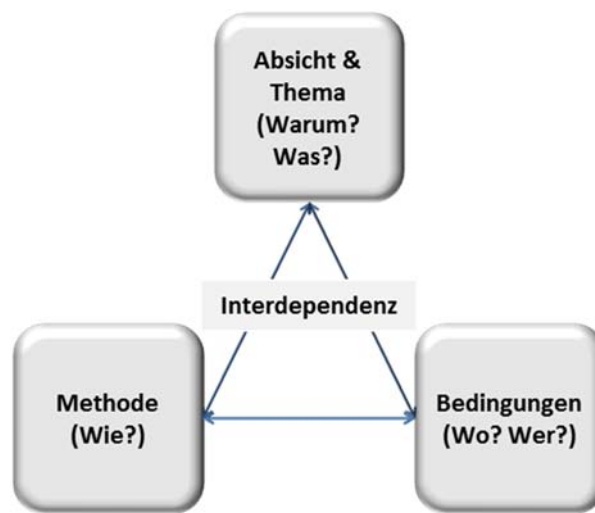 Absicht &
Thema
(Warum?
Was?)
Interdependenz
Methode
(Wie?)
Bedingungen
(Wo? Wer?)